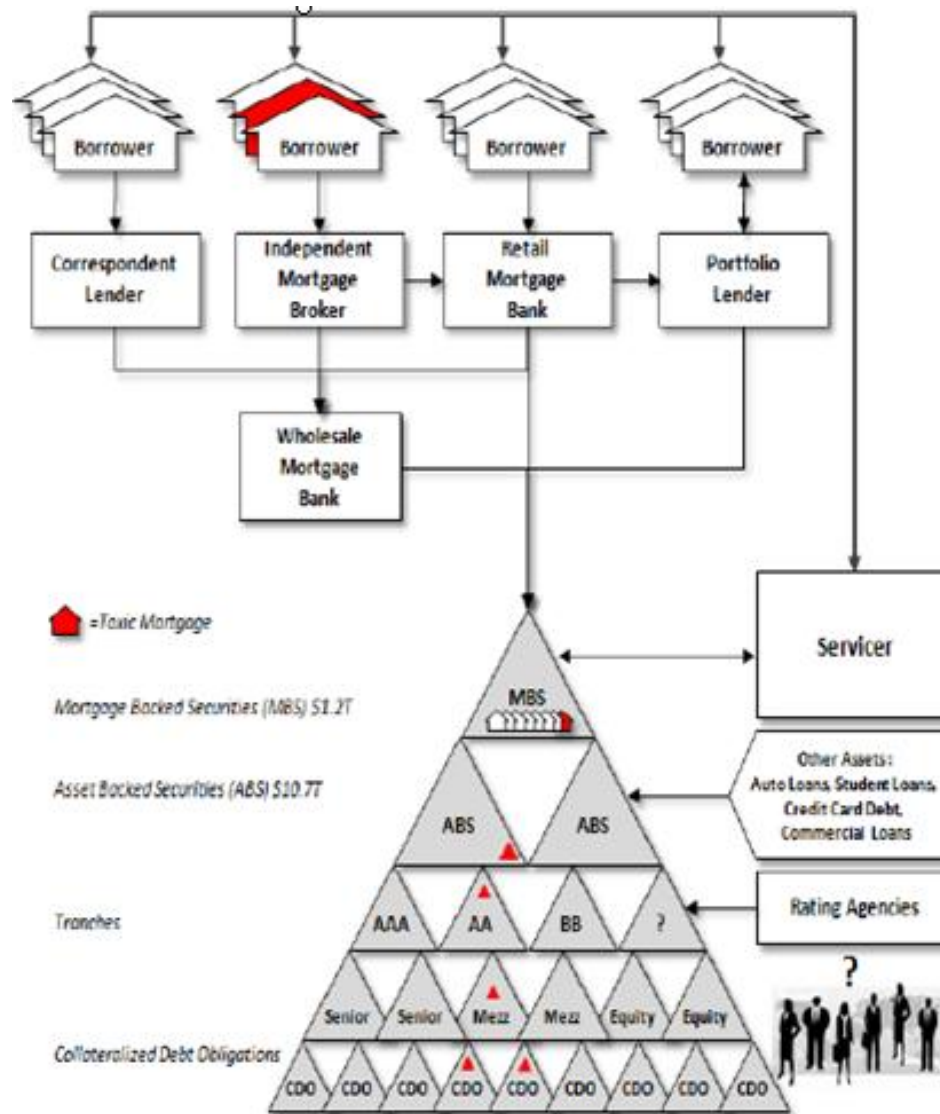 Borrower
Borrower
Borrower
Borrower
Correspondent
Lender
Independent
Mortgage
Broker
Retail
Mortgage
Bank
Portfolio
Lender
Wholesale
Mortgage
Bank
=Toxic Mortgage
Servicer
MBS
Mortgage Backed Securities (MBS) $1.2T
Other Assets :
Auto Loans, Student Loans,
Credit Card Debt,
Commercial Loans
Asset Backed Securities (ABS) $10.7T
ABS
ABS
Tranches
AAA
AA
BB
?
Rating Agencies
?
Senior
Senior
Mezz
Mezz
Equity
Equity
Collateralized Debt Obligations
CDO
CDO
CDO
CDO
CDO
CDO
CDO
CDO
CDO